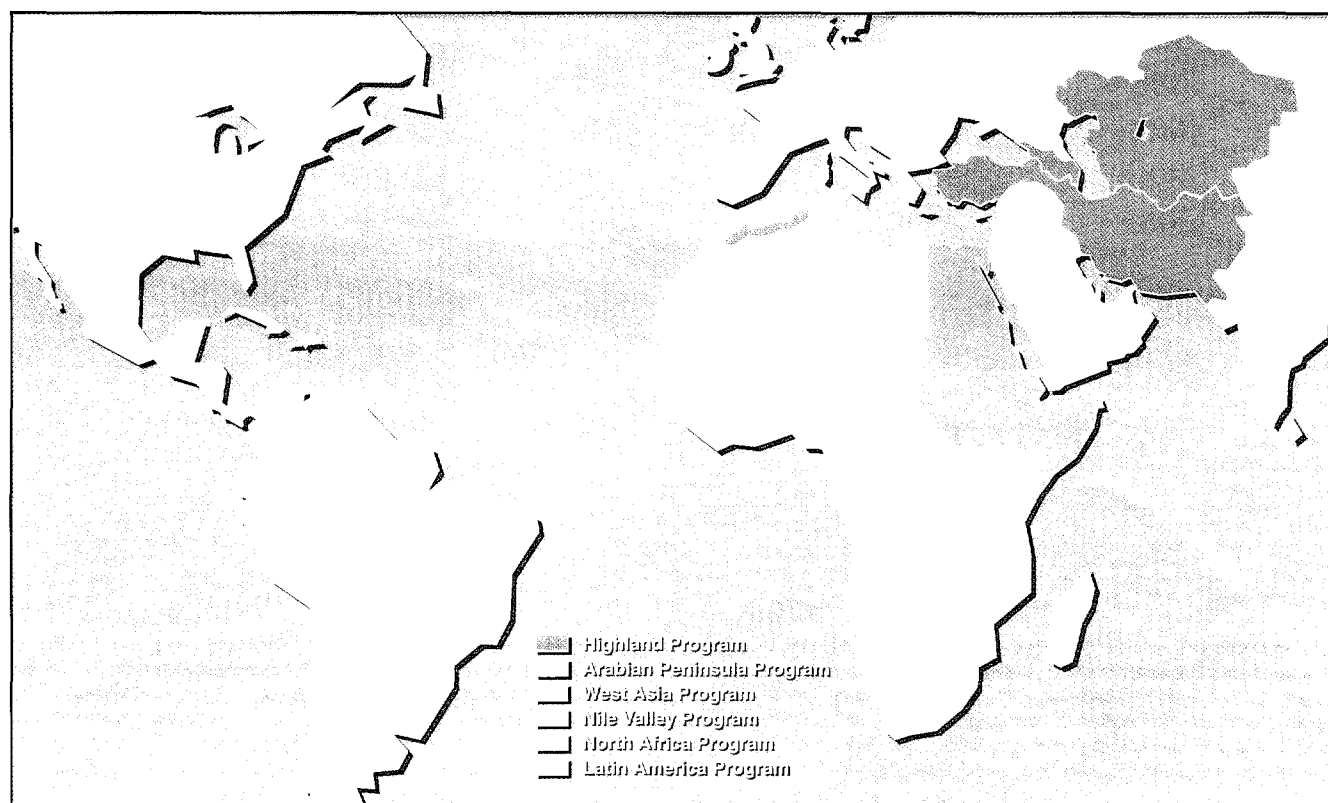 Highland Program
Arabian Peninsula Program
West Asia Program
Nile Valley Program
North Africa Program
Latin America Program